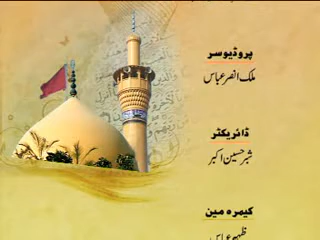 پروڈیوسر
ملک انصر عباس
ڈائریکٹر
شبر حسین اکبر
کیمرہ مین